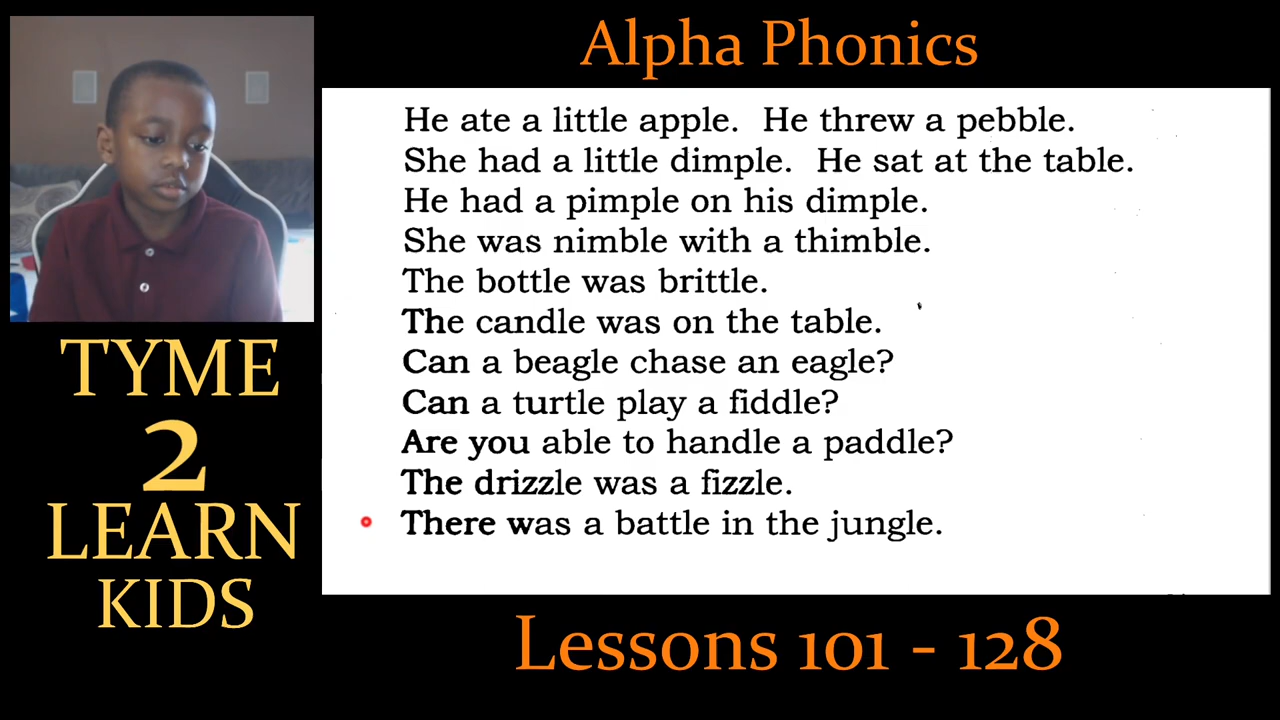 Alpha Phonics
He ate a little apple.  He threw a pebble.
She had a little dimple.  He sat at the table.
He had a pimple on his dimple.
She was nimble with a thimble.
The bottle was brittle.
The candle was on the table.
Can a beagle chase an eagle?
Can a turtle play a fiddle?
Are you able to handle a paddle?
The drizzle was a fizzle.
There was a battle in the jungle.
TYME
2
LEARN
KIDS
Lessons 101 - 128